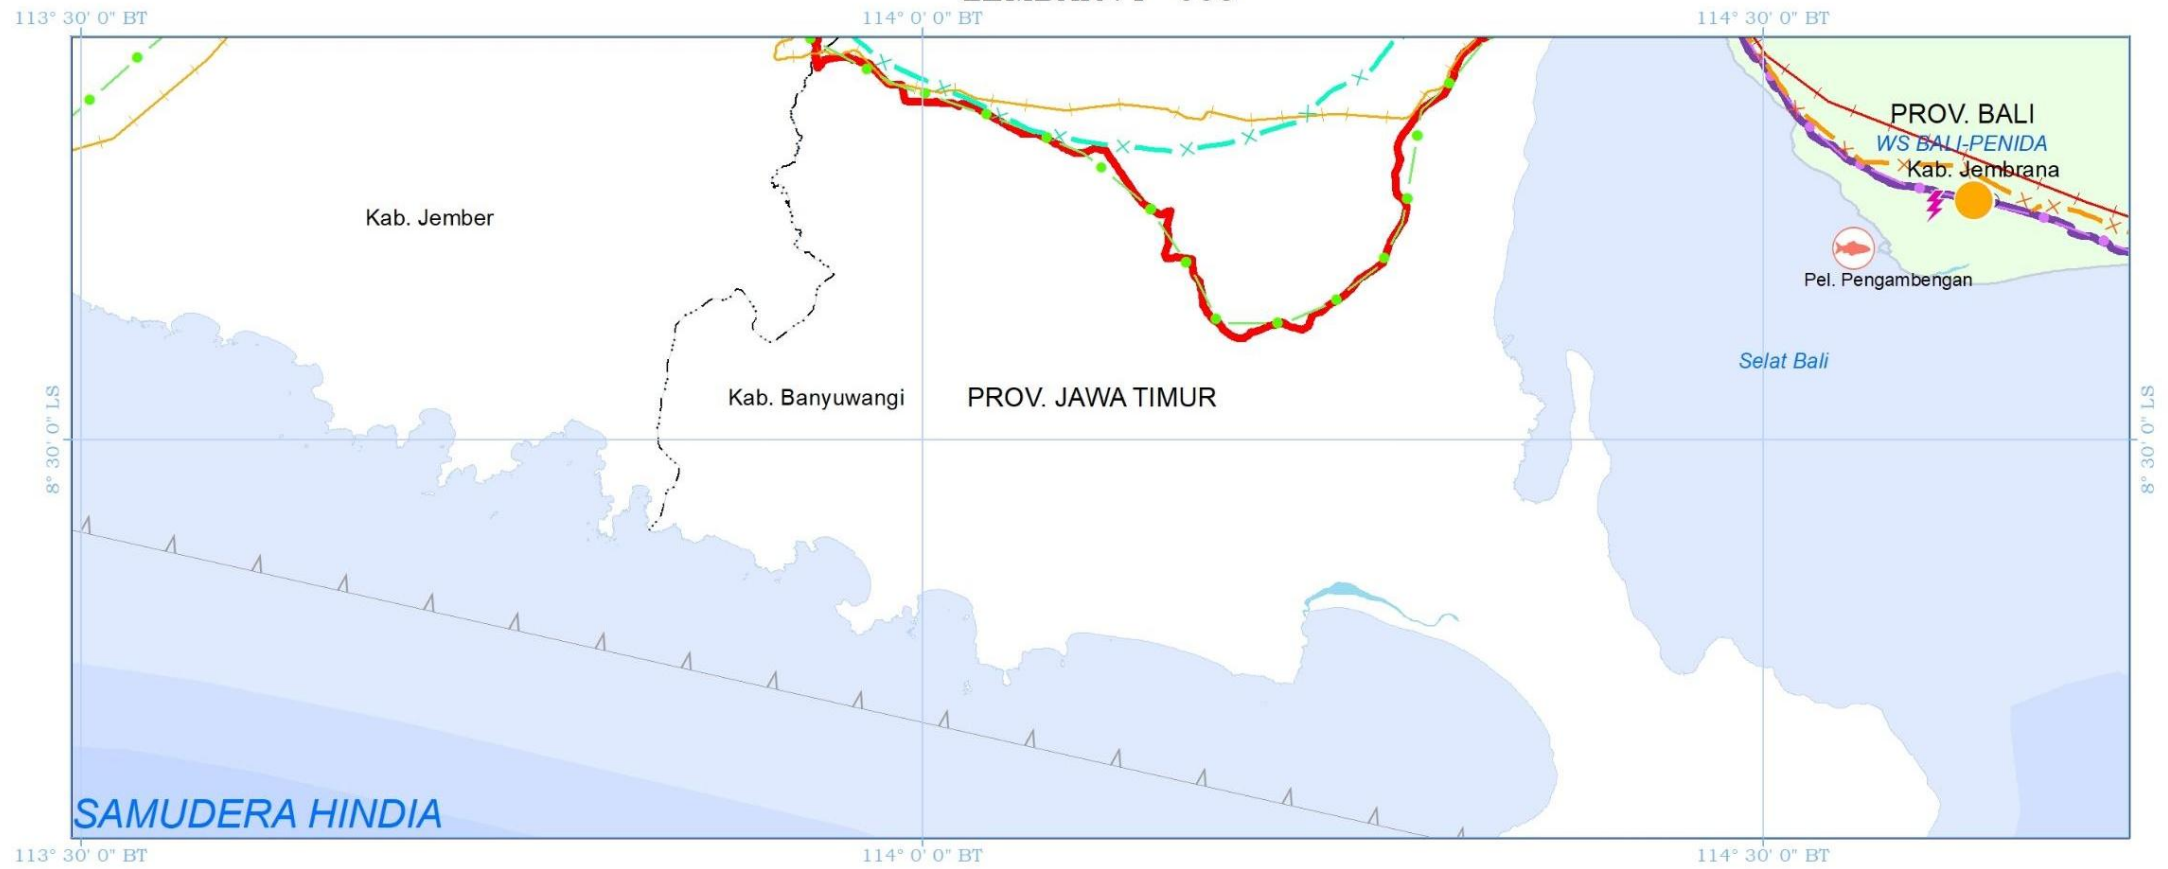 113° 30' 0" BT
114° 0' 0" BT
114° 30' 0" BT
PROV. BALI
WS BALI-PENIDA
Kab. Jembrana
Kab. Jember
Pel. Pengambengan
Selat Bali
Kab. Banyuwangi
PROV. JAWA TIMUR
8° 30' 0" LS
8° 30' 0" LS
SAMUDERA HINDIA
113° 30' 0" BT
114° 0' 0" BT
114° 30' 0" BT